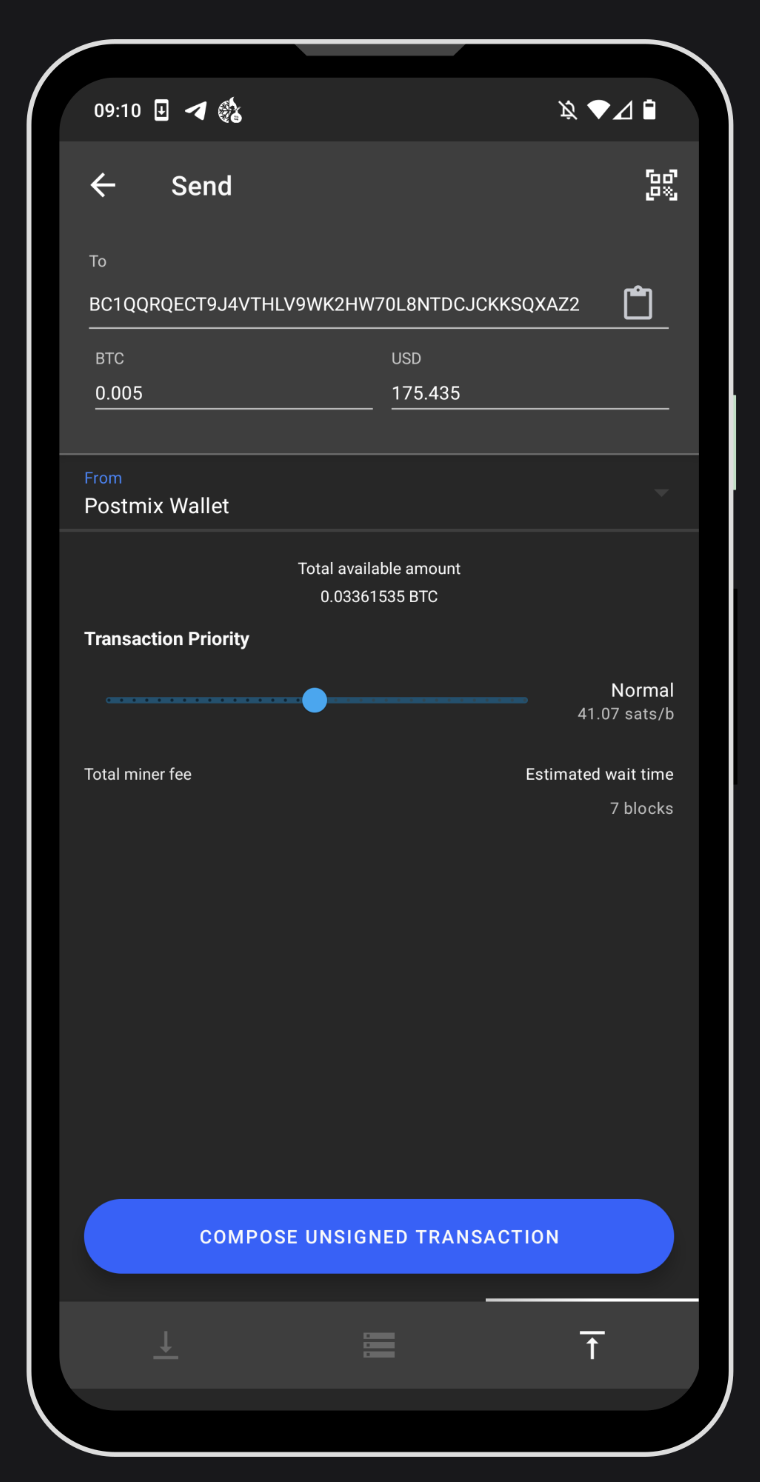 09:10
Send
To
BC1QQRQECT9J4VTHLV9WK2HW70L8NTDCJCKKSQXAZ2
BTC USD
0.005 175.435
From
Postmix Wallet
Total available amount
0.03361535 BTC
Transaction Priority
Normal
41.07 sats/b
Total miner fee Estimated wait time
7 blocks
COMPOSE UNSIGNED TRANSACTION